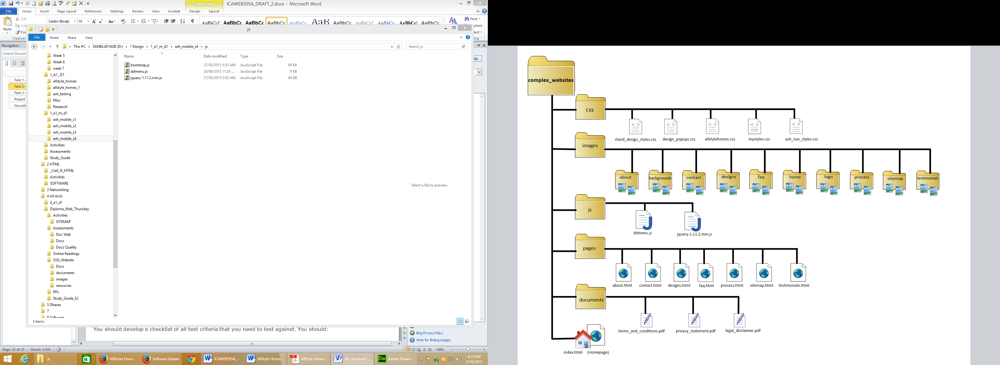 ICAWEB505A_DRAFT_2.docx - Microsoft Word
Table Tools
File Home Insert Page Layout References Mailings Review View Acrobat Design Layout
Cut
Paste
Clipboar
Calibri (Body) 10
Find
place
lect
ing
js
File Home Share View
This PC SANBLUE16GB (D:) 1 Design 1_a1_m_d1 ash_mobile_s4 js
Search js
Navigation
Search Docum
Task 1 -
Task 2 -
Task 3 -
Project
You wil
Go
Week 5
Week 6
week 7
1_A1_ D1
allstyle_homes
allstyle_homes_1
ash_testing
Misc
Research
1_a1_m_d1
ash_mobile_s1
ash_mobile_s2
ash_mobile_s3
ash_mobile_s4
Activities
Assessments
Study_Guide
2 HTML
_Cert_III_HTML
Activities
SOFTWARE
3 Networking
4 Inf Arch
4_a1_d1
Diploma_Web_Thursday
Activities
SITEMAP
Assessments
Doc Web
Docs
Docs Quality
Online Readings
OSS_Website
Docs
documents
images
resources
PPs
Study_Guide_S2
5 Dbases
7
8 Software
Name Date modified Type Size
bootstrap.js 27/05/2015 5:53 AM JavaScript File 69 KB
ddmenu.js 20/08/2015 11:26 ... JavaScript File 9 KB
jquery-1.11.2.min.js 27/05/2015 5:53 AM JavaScript File 94 KB
Select a file to preview.
3 items
You should develop a checklist of all test criteria that you need to test against. You should:
Bing Privacy Policy
Hints for finding images
Page: 22 of 23 Words: 5,543
140%
js
AllStyles Hom...
Software Update
ICAWEB505A_...
AllStyle Home...
AllStyle Home...
file_structure1....
Adobe Dream...
4:19 PM
5/10/2015
complex_websites
css
stand_design_styles.css design_popups.css allstylehomes.css mystyles.css ash_nav_styles.css
images
about backgrounds contact designs faq home logo process sitemap testimonials
js
ddmenu.js jquery-1.11.2.min.js
pages
about.html contact.html designs.html faq.html process.html sitemap.html testimonials.html
documents
terms_and_conditions.pdf privacy_statement.pdf legal_disclaimer.pdf
index.html (Homepage)